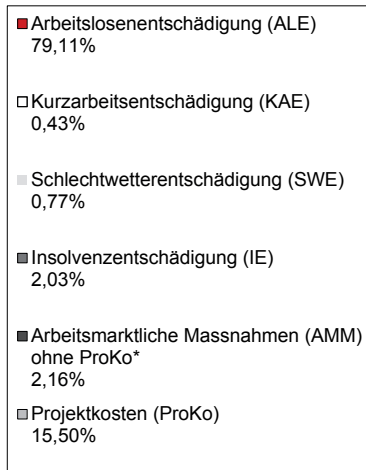 Arbeitslosenentschädigung (ALE)
79,11%
Kurzarbeitsentschädigung (KAE)
0,43%
Schlechtwetterentschädigung (SWE)
0,77%
Insolvenzentschädigung (IE)
2,03%
Arbeitsmarktliche Massnahmen (AMM)
ohne ProKo*
2,16%
Projektkosten (ProKo)
15,50%